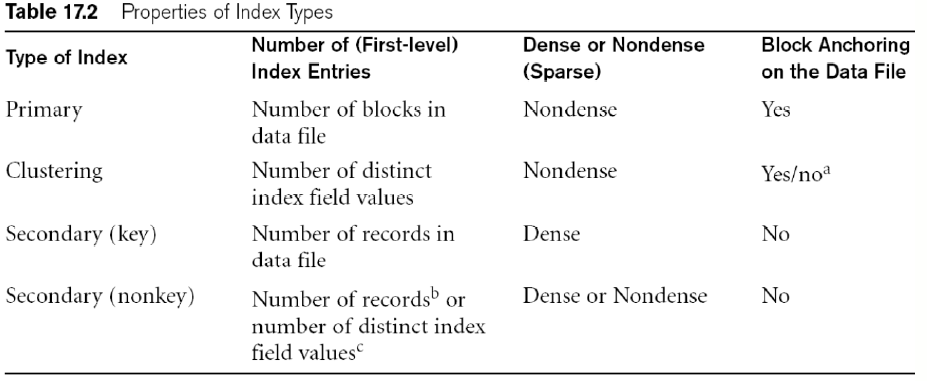 Table 17.2 Properties of Index Types
Type of Index
Number of (First-level)
Index Entries
Dense or Nondense
(Sparse)
Block Anchoring
on the Data File
Primary
Number of blocks in
data file
Nondense
Yes
Clustering
Number of distinct
index field values
Nondense
Yes/noᵃ
Secondary (key)
Number of records in
data file
Dense
No
Secondary (nonkey)
Number of recordsᵇ or
number of distinct index
field valuesᶜ
Dense or Nondense
No